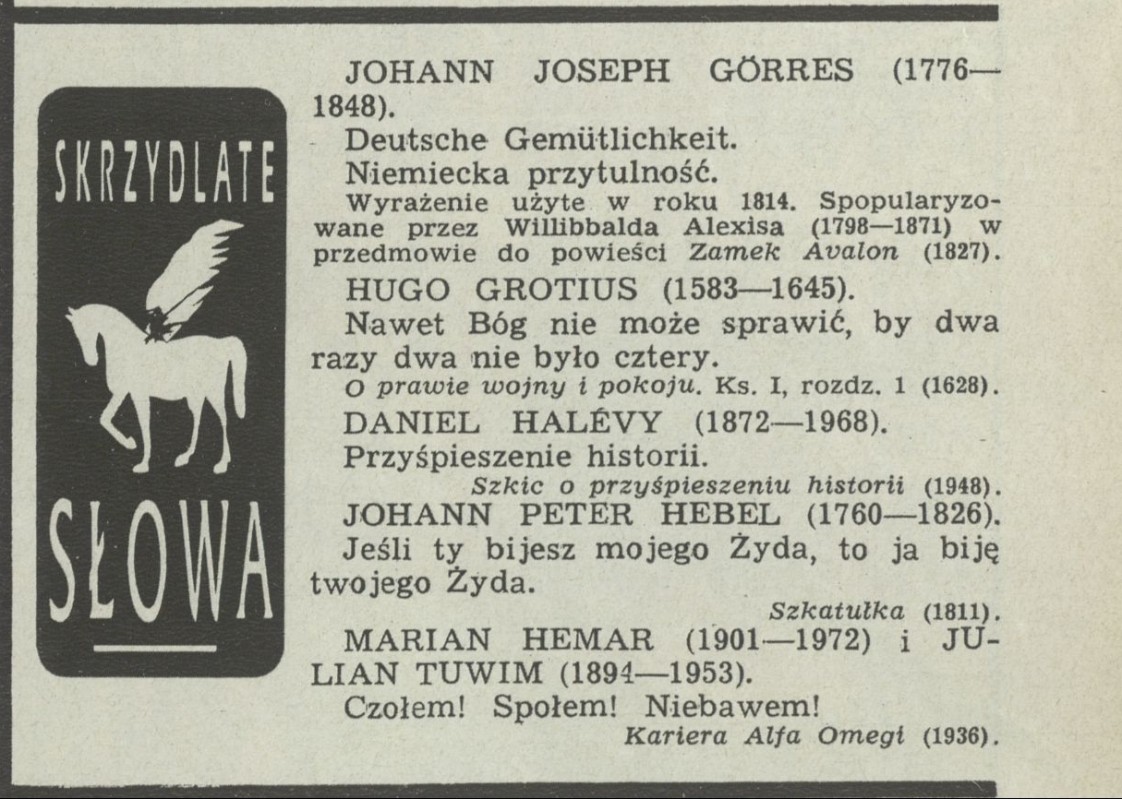 SKRZYDLATE
SŁOWA
JOHANN JOSEPH GÖRRES (1776—
1848).
Deutsche Gemütlichkeit.
Niemiecka przytulność.
Wyrażenie użyte w roku 1814. Spopularyzo-
wane przez Willibbalda Alexisa (1798—1871) w
przedmowie do powieści Zamek Avalon (1827).
HUGO GROTIUS (1583—1645).
Nawet Bóg nie może sprawić, by dwa
razy dwa nie było cztery.
O prawie wojny i pokoju. Ks. I, rozdz. 1 (1628).
DANIEL HALÉVY (1872—1968).
Przyśpieszenie historii.
Szkic o przyśpieszeniu historii (1948).
JOHANN PETER HEBEL (1760—1826).
Jeśli ty bijesz mojego Żyda, to ja biję
twojego Żyda.
Szkatułka (1811).
MARIAN HEMAR (1901—1972) i JU-
LIAN TUWIM (1894—1953).
Czołem! Społem! Niebawem!
Kariera Alfa Omegi (1936).